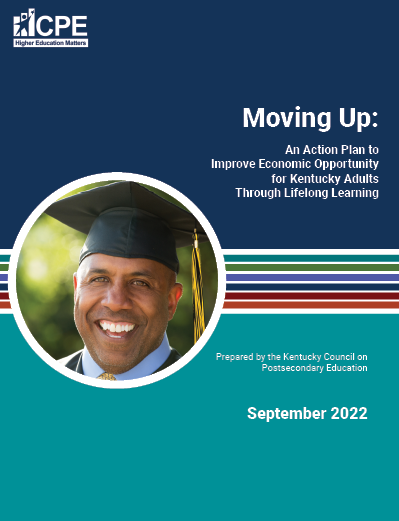 CPE
Higher Education Matters
Moving Up:
An Action Plan to
Improve Economic Opportunity
for Kentucky Adults
Through Lifelong Learning
Prepared by the Kentucky Council on
Postsecondary Education
September 2022